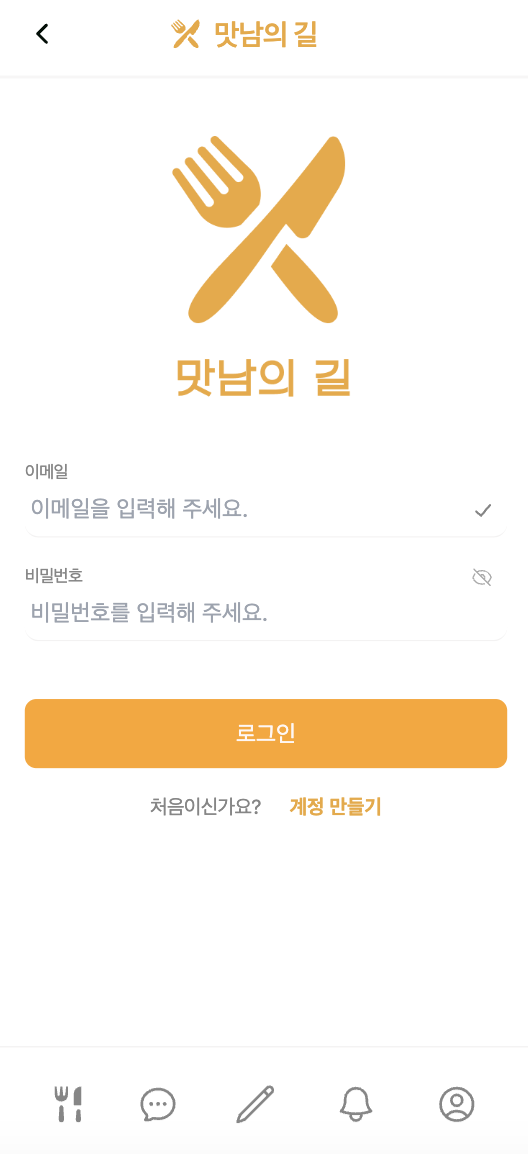 맛남의 길
맛남의 길
이메일
이메일을 입력해 주세요.
비밀번호
비밀번호를 입력해 주세요.
로그인
처음이신가요? 계정 만들기